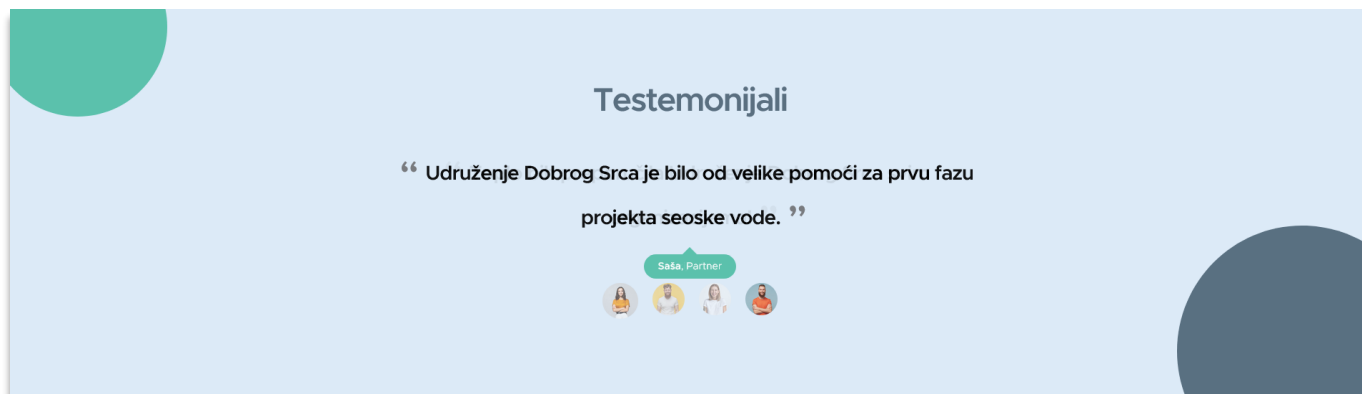 Testemonijali
“ Udruženje Dobrog Srca je bilo od velike pomoći za prvu fazu
projekta seoske vode. ”
Saša, Partner